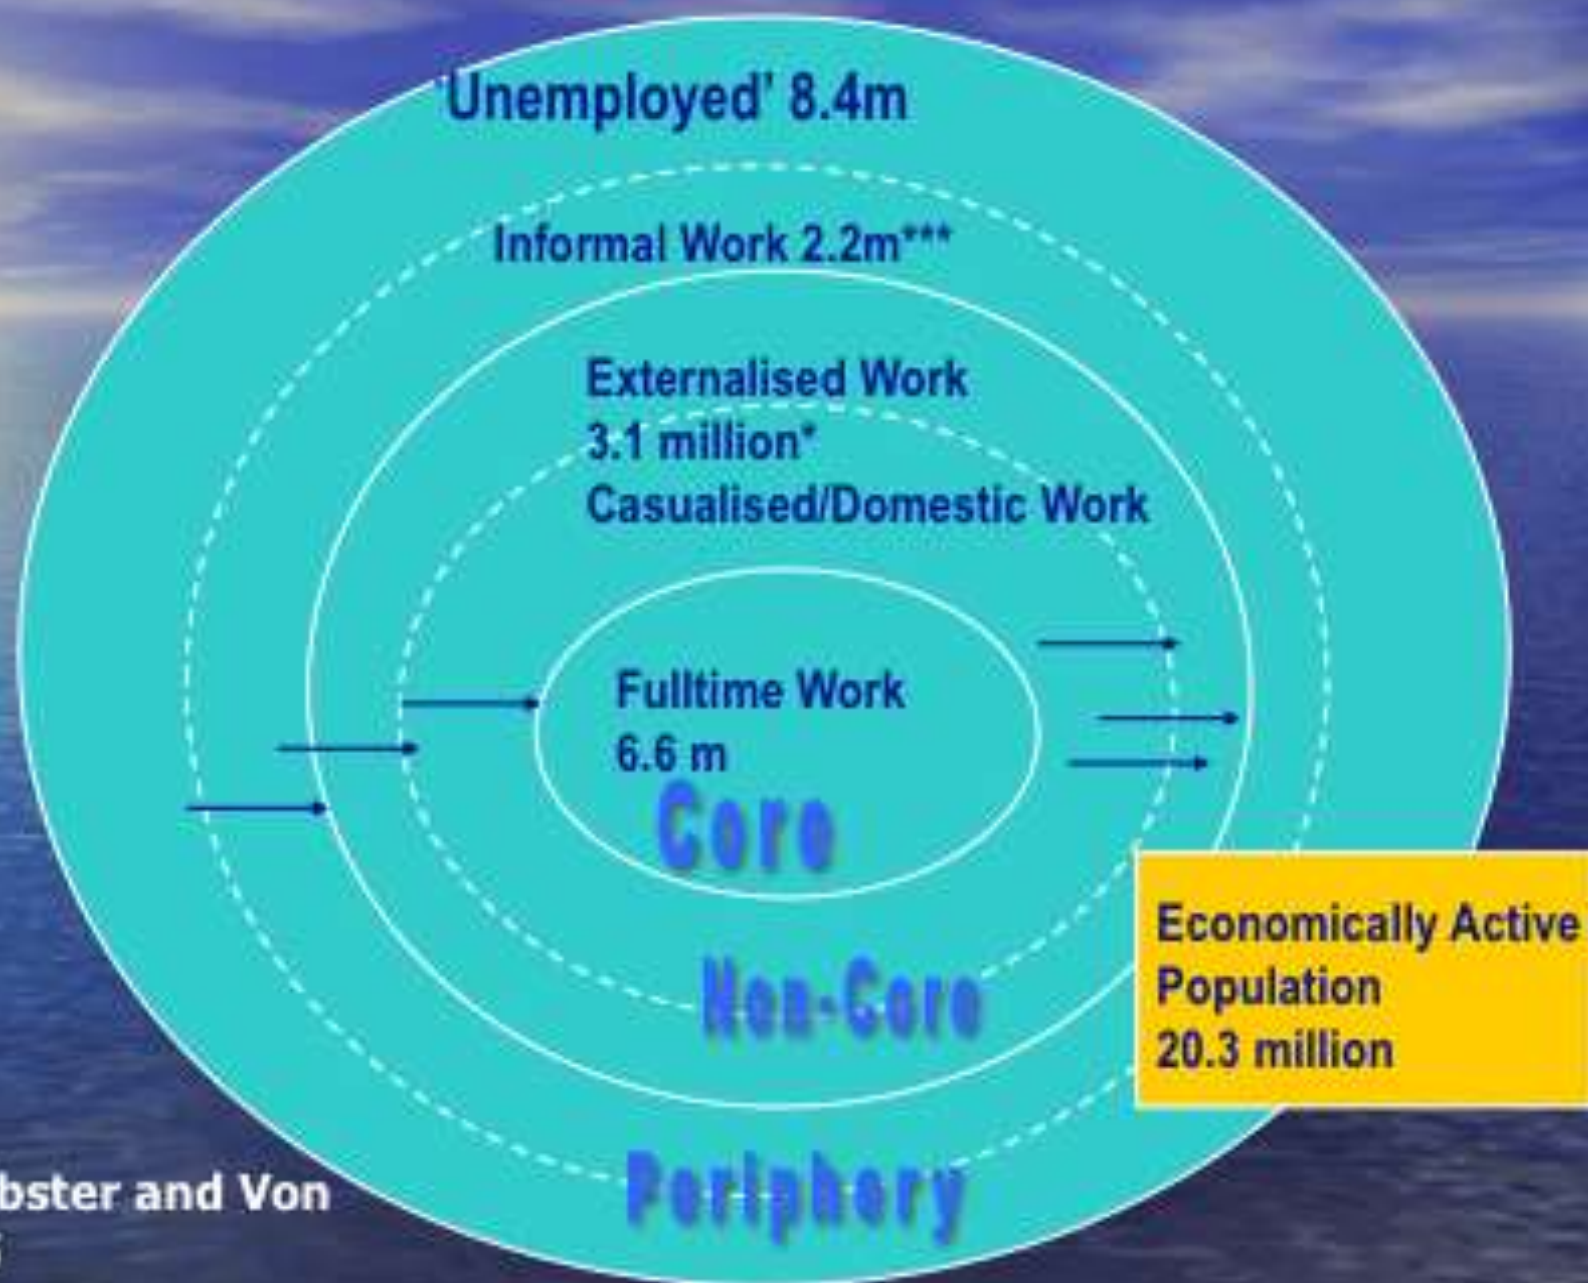 'Unemployed' 8.4m
Informal Work 2.2m***
Externalised Work
3.1 million*
Casualised/Domestic Work
Fulltime Work
6.6 m
Core
Non-Core
Periphery
Economically Active
Population
20.3 million
bster and Von